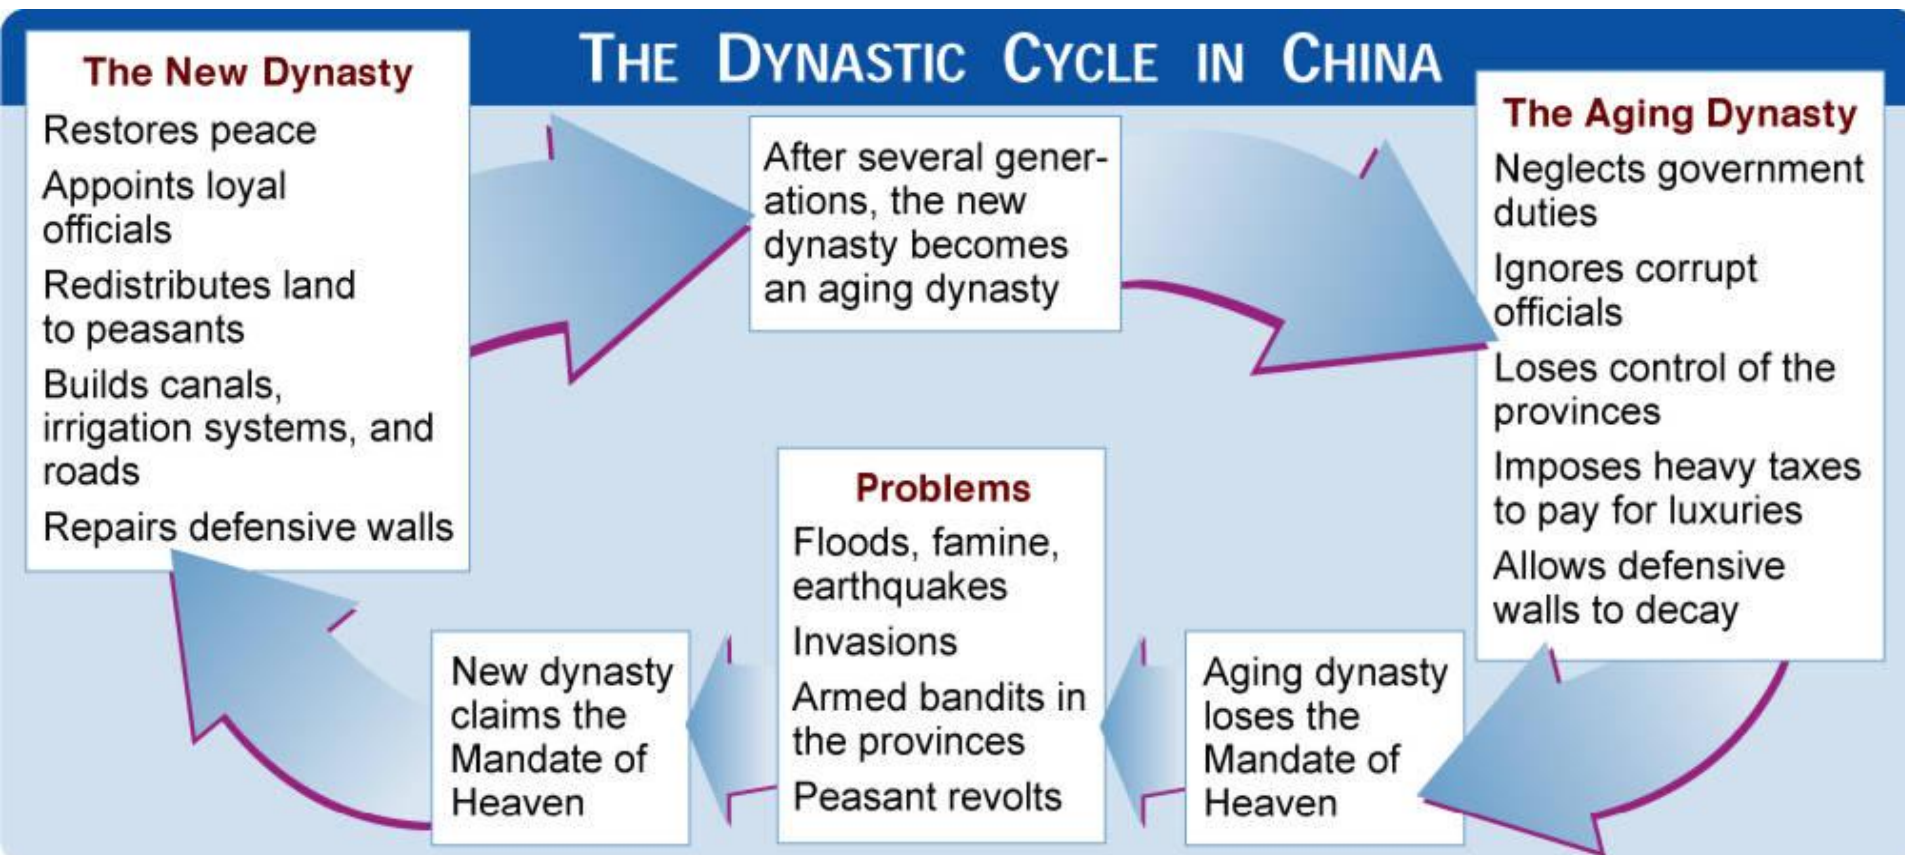 THE DYNASTIC CYCLE IN CHINA
The New Dynasty
Restores peace
Appoints loyal
officials
Redistributes land
to peasants
Builds canals,
irrigation systems, and
roads
Repairs defensive walls
After several gener-
ations, the new
dynasty becomes
an aging dynasty
The Aging Dynasty
Neglects government
duties
Ignores corrupt
officials
Loses control of the
provinces
Imposes heavy taxes
to pay for luxuries
Allows defensive
walls to decay
Aging dynasty
loses the
Mandate of
Heaven
Problems
Floods, famine,
earthquakes
Invasions
Armed bandits in
the provinces
Peasant revolts
New dynasty
claims the
Mandate of
Heaven